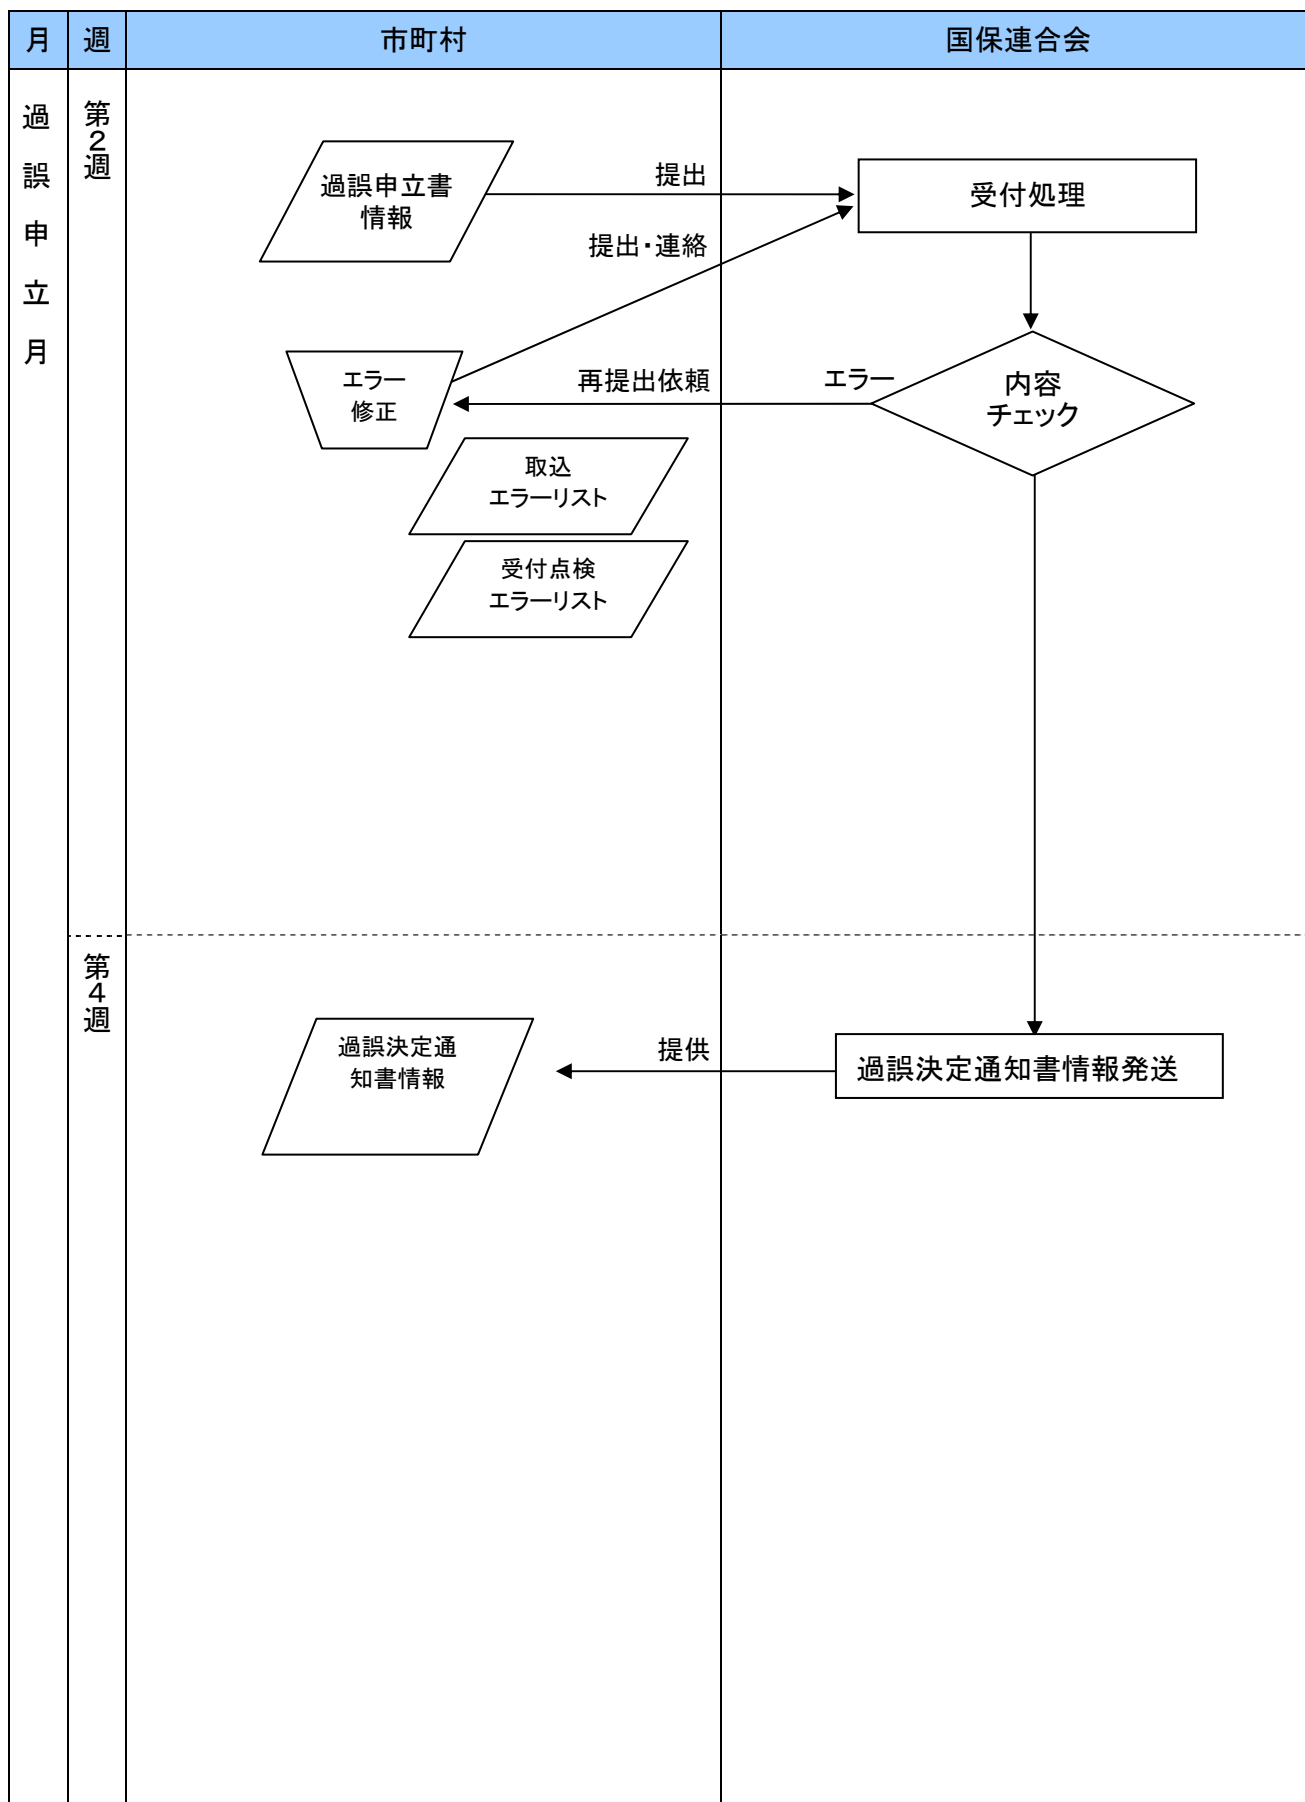 月
週
市町村
国保連合会
過誤申立月
第2週
過誤申立書
情報
提出
受付処理
提出・連絡
エラー
修正
再提出依頼
エラー
内容
チェック
取込
エラーリスト
受付点検
エラーリスト
第4週
過誤決定通
知書情報
提供
過誤決定通知書情報発送